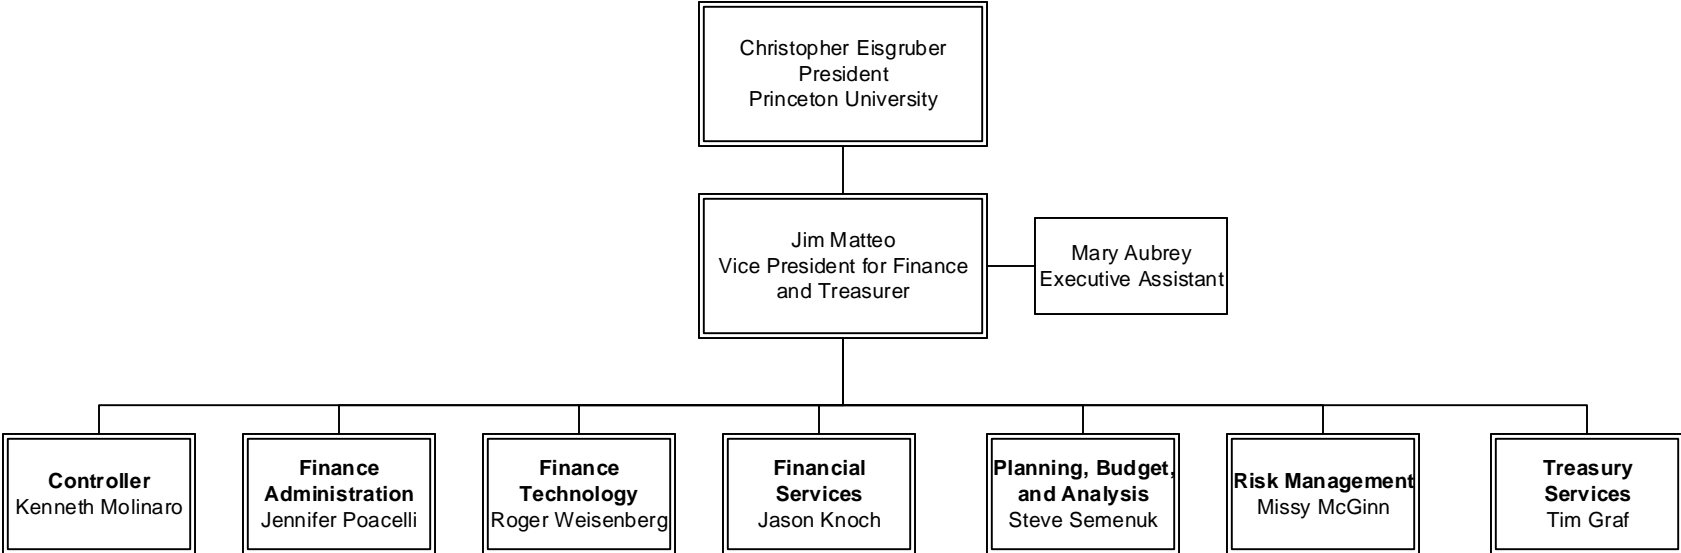 Christopher Eisgruber
President
Princeton University
Jim Matteo
Vice President for Finance
and Treasurer
Mary Aubrey
Executive Assistant
Controller
Kenneth Molinaro
Finance
Administration
Jennifer Poacelli
Finance
Technology
Roger Weisenberg
Financial
Services
Jason Knoch
Planning, Budget,
and Analysis
Steve Semenuk
Risk Management
Missy McGinn
Treasury
Services
Tim Graf